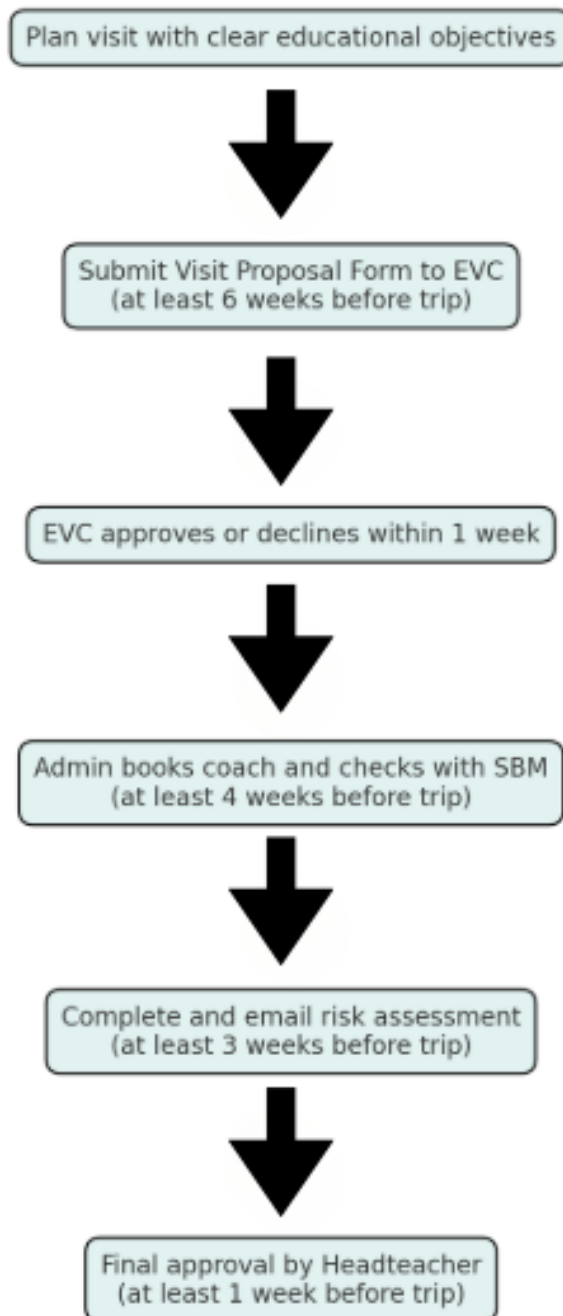 Plan visit with clear educational objectives
Submit Visit Proposal Form to EVC
(at least 6 weeks before trip)
EVC approves or declines within 1 week
Admin books coach and checks with SBM
(at least 4 weeks before trip)
Complete and email risk assessment
(at least 3 weeks before trip)
Final approval by Headteacher
(at least 1 week before trip)